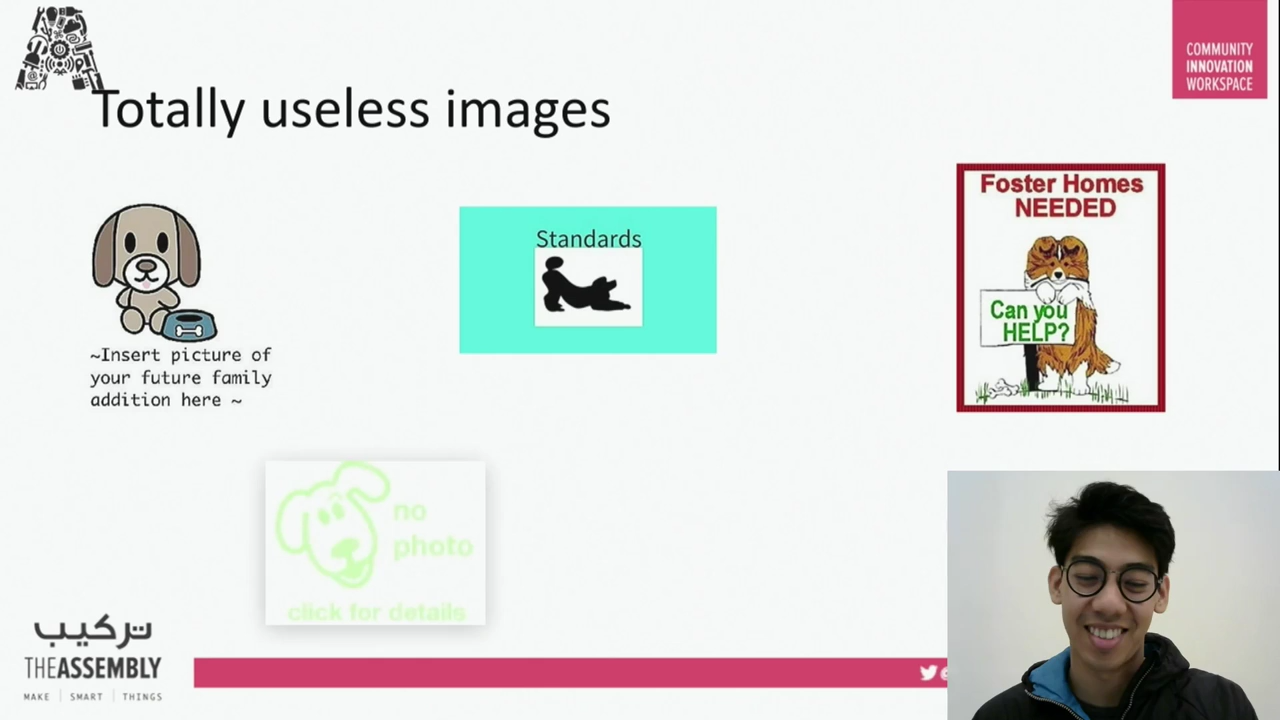 COMMUNITY
INNOVATION
WORKSPACE
Totally useless images
~Insert picture of
your future family
addition here ~
Standards
Foster Homes
NEEDED
Can you
HELP?
no
photo
click for details
تركيب
THEASSEMBLY
MAKE | SMART | THINGS